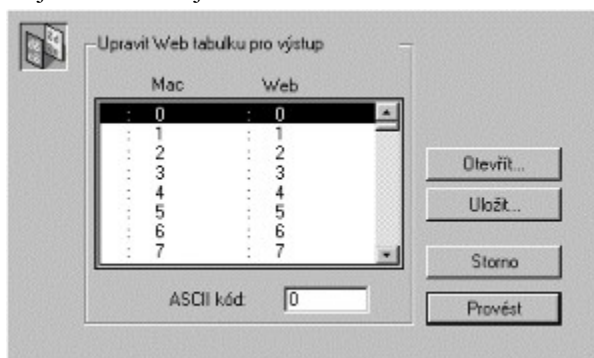 Upravit Web tabulku pro výstup
Mac Web
: 0 : 0
: 1 : 1
: 2 : 2
: 3 : 3
: 4 : 4
: 5 : 5
: 6 : 6
: 7 : 7
ASCII kód: 0
Otevřít...
Uložit...
Storno
Provést